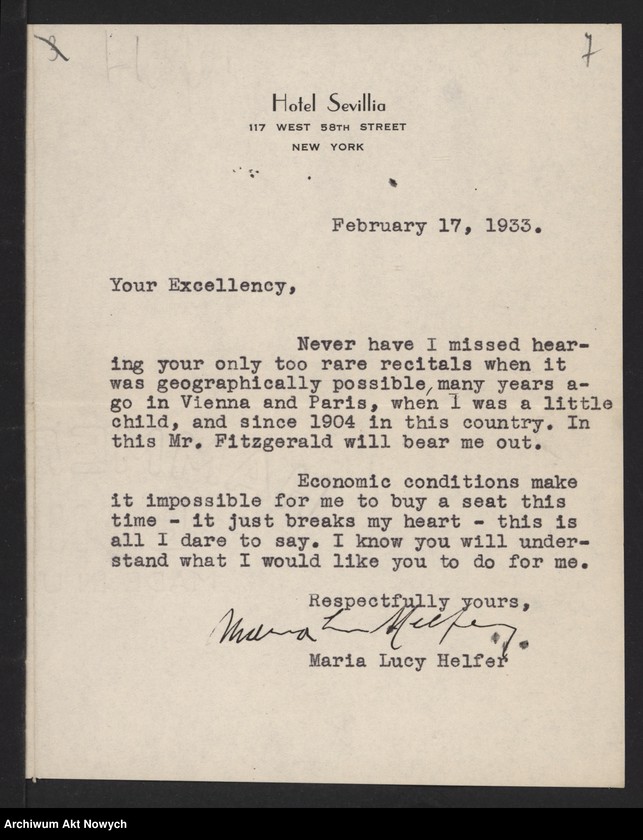 7
Hotel Sevillia
117 WEST 58TH STREET
NEW YORK
February 17, 1933.
Your Excellency,
Never have I missed hear-
ing your only too rare recitals when it
was geographically possible, many years a-
go in Vienna and Paris, when I was a little
child, and since 1904 in this country. In
this Mr. Fitzgerald will bear me out.
Economic conditions make
it impossible for me to buy a seat this
time - it just breaks my heart - this is
all I dare to say. I know you will under-
stand what I would like you to do for me.
Respectfully yours,
Maria Lucy Helfer
Maria Lucy Helfer
Archiwum Akt Nowych